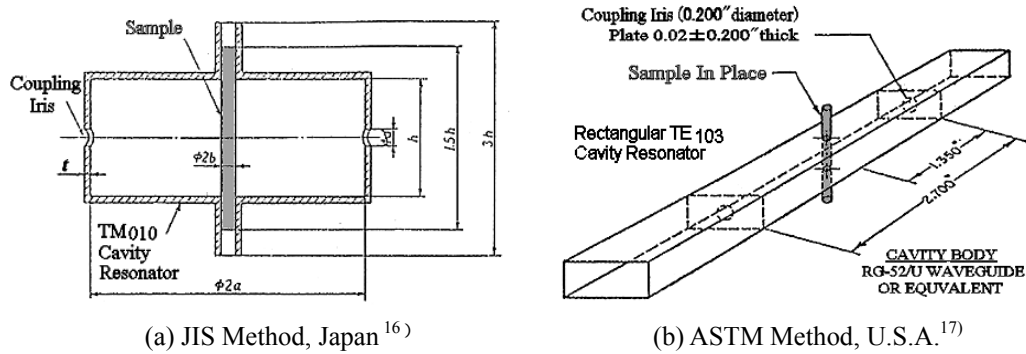 Sample
Coupling
Iris
t
Φ2b
d
h
1.5h
3h
TM010
Cavity
Resonator
Φ2a
(a) JIS Method, Japan 16)
Coupling Iris (0.200" diameter)
Plate 0.02±0.200" thick
Sample In Place
Rectangular TE 103
Cavity Resonator
1.350"
2.700"
CAVITY BODY
RG-52/U WAVEGUIDE
OR EQUIVALENT
(b) ASTM Method, U.S.A.17)